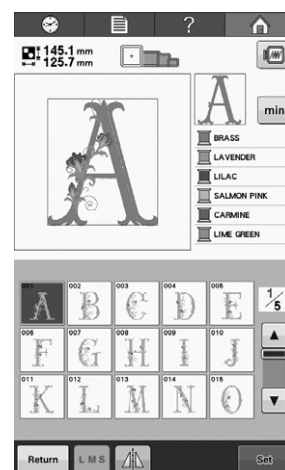 ?
145.1 mm
125.7 mm
min
BRASS
LAVENDER
LILAC
SALMON PINK
CARMINE
LIME GREEN
A
001 002 003 004 005
A B C D E
1/5
006 007 008 009 010
F G H I J
011 012 013 014 015
K L M N O
Return L M S Set